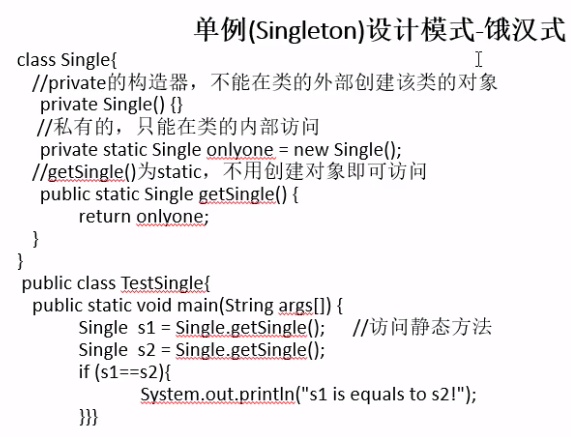 单例(Singleton)设计模式-饿汉式
class Single{
//private的构造器，不能在类的外部创建该类的对象
private Single() {}
//私有的，只能在类的内部访问
private static Single onlyone = new Single();
//getSingle()为static，不用创建对象即可访问
public static Single getSingle() {
return onlyone;
}
}
public class TestSingle{
public static void main(String args[]) {
Single s1 = Single.getSingle(); //访问静态方法
Single s2 = Single.getSingle();
if (s1==s2){
System.out.println("s1 is equals to s2!");
}}}